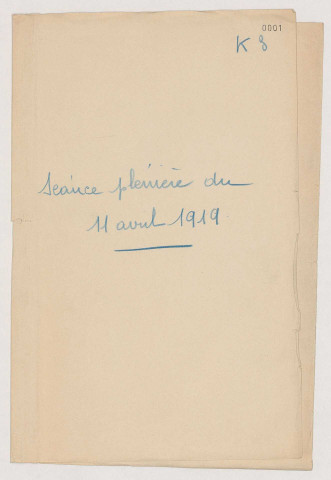 0001
K 8
Séance plénière du
11 avril 1919